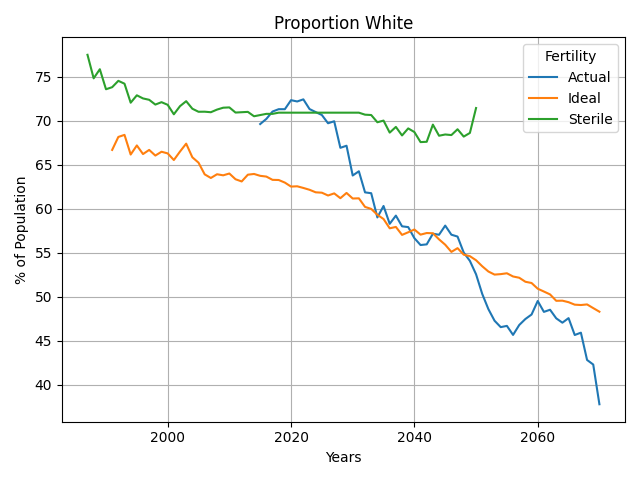 Proportion White
Fertility
Actual
Ideal
Sterile
% of Population
75
70
65
60
55
50
45
40
2000
2020
2040
2060
Years